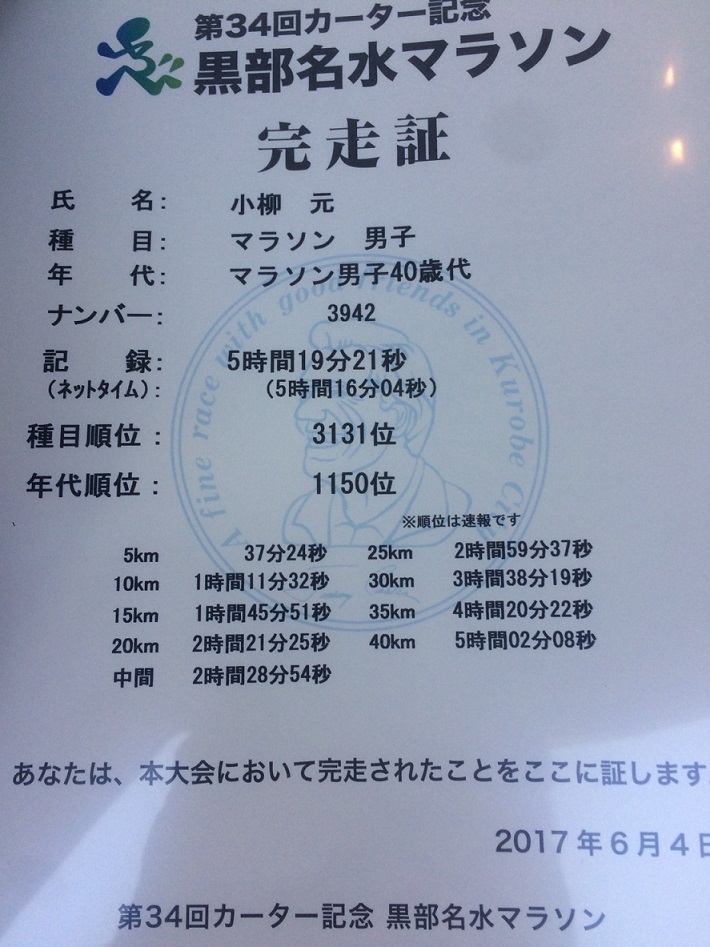 第34回カーター記念
黒部名水マラソン
完走証
氏　名： 小柳　元
種　目： マラソン　男子
年　代： マラソン男子40歳代
ナンバー： 3942
記　録： 5時間19分21秒
（ネットタイム）： （5時間16分04秒）
種目順位： 3131位
年代順位： 1150位
※順位は速報です
5km 37分24秒 25km 2時間59分37秒
10km 1時間11分32秒 30km 3時間38分19秒
15km 1時間45分51秒 35km 4時間20分22秒
20km 2時間21分25秒 40km 5時間02分08秒
中間 2時間28分54秒
A fine race with good friends in Kurobe
あなたは、本大会において完走されたことをここに証します
2017年6月4日
第34回カーター記念 黒部名水マラソン